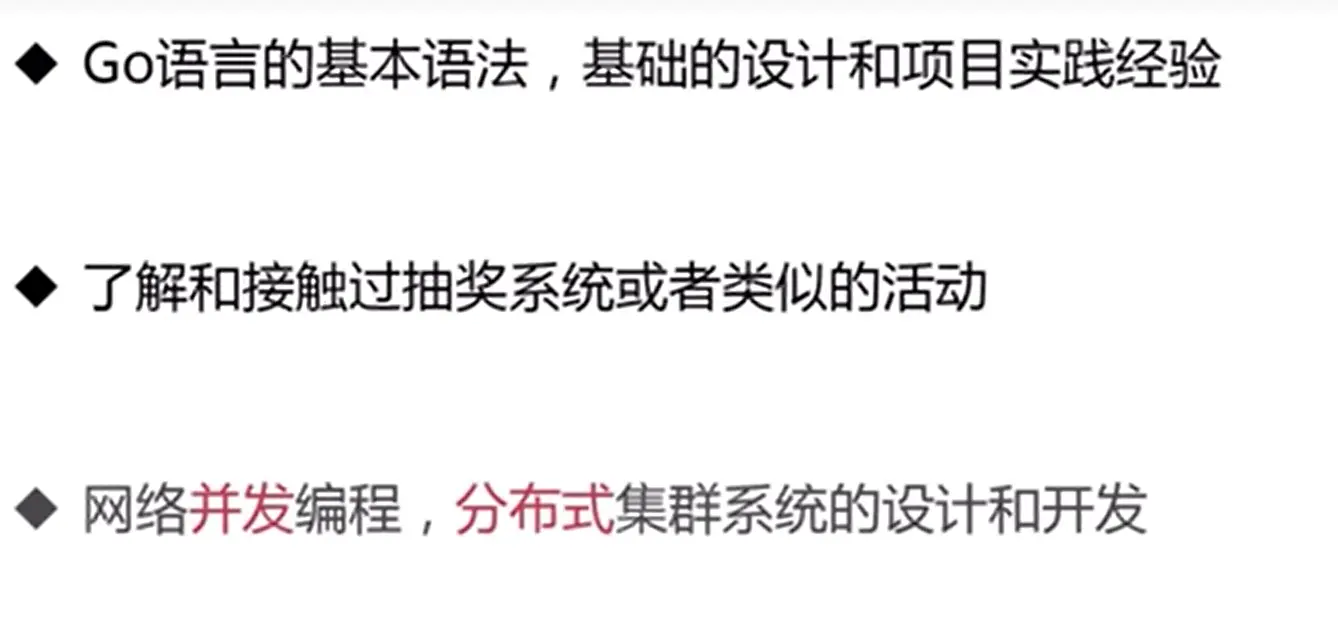 ◆ Go语言的基本语法，基础的设计和项目实践经验
◆ 了解和接触过抽奖系统或者类似的活动
◆ 网络并发编程，分布式集群系统的设计和开发